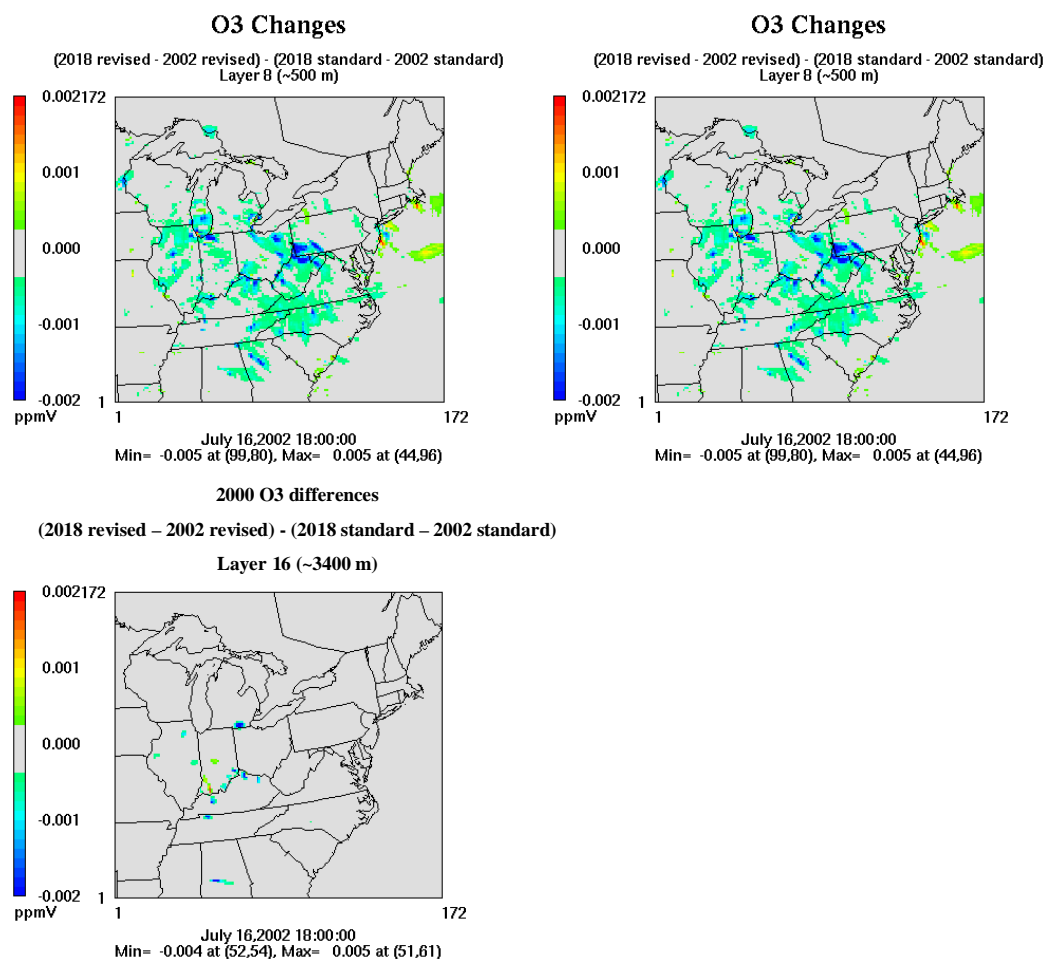 O3 Changes
(2018 revised - 2002 revised) - (2018 standard - 2002 standard)
Layer 8 (~500 m)
0.002172
0.001
0.000
-0.001
-0.002
ppmV
1
1
172
July 16,2002 18:00:00
Min= -0.005 at (99,80), Max= 0.005 at (44,96)
O3 Changes
(2018 revised - 2002 revised) - (2018 standard - 2002 standard)
Layer 8 (~500 m)
0.002172
0.001
0.000
-0.001
-0.002
ppmV
1
1
172
July 16,2002 18:00:00
Min= -0.005 at (99,80), Max= 0.005 at (44,96)
2000 O3 differences
(2018 revised – 2002 revised) - (2018 standard – 2002 standard)
Layer 16 (~3400 m)
0.002172
0.001
0.000
-0.001
-0.002
ppmV
1
1
172
July 16,2002 18:00:00
Min= -0.004 at (52,54), Max= 0.005 at (51,61)